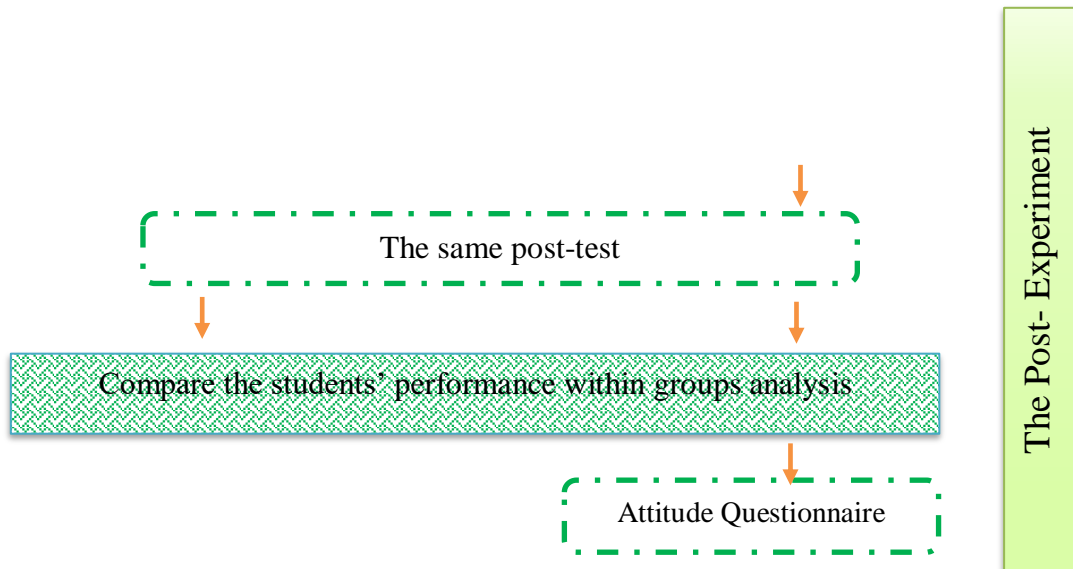 The same post-test
Compare the students’ performance within groups analysis
Attitude Questionnaire
The Post- Experiment